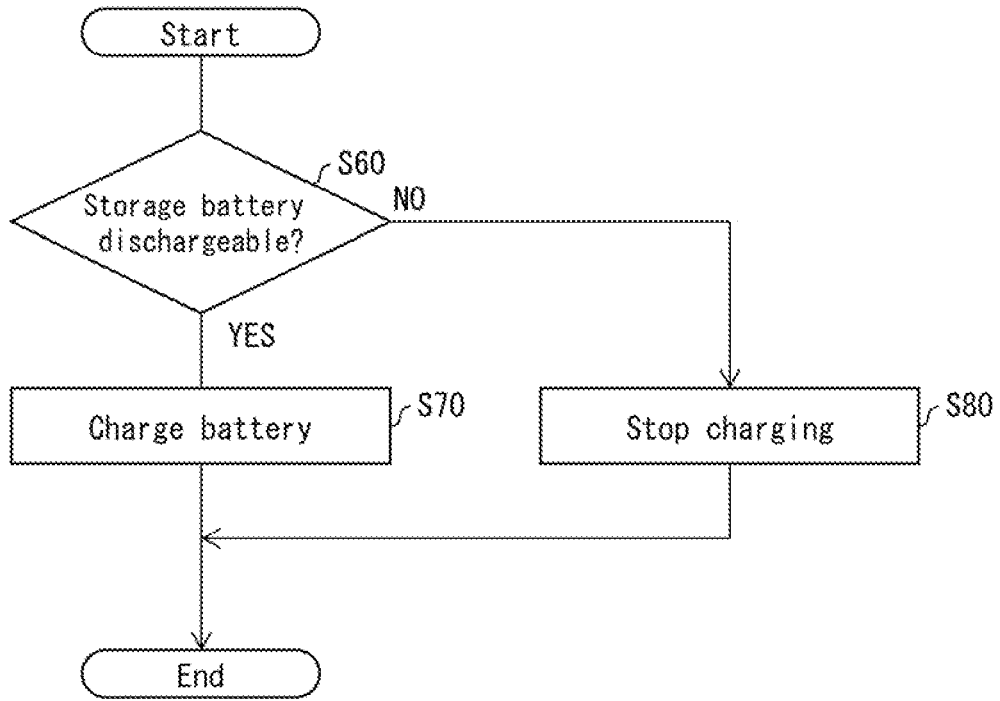 Start
S60
Storage battery
dischargeable?
NO
YES
Charge battery
S70
Stop charging
S80
End